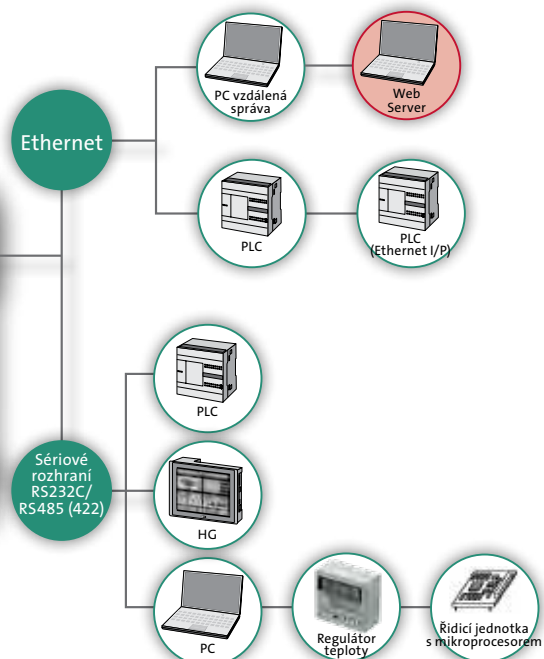 PC vzdálená
správa
Web
Server
Ethernet
PLC
PLC
(Ethernet I/P)
PLC
Sériové
rozhraní
RS232C/
RS485 (422)
HG
PC
Regulátor
teploty
Řidicí jednotka
s mikroprocesorem